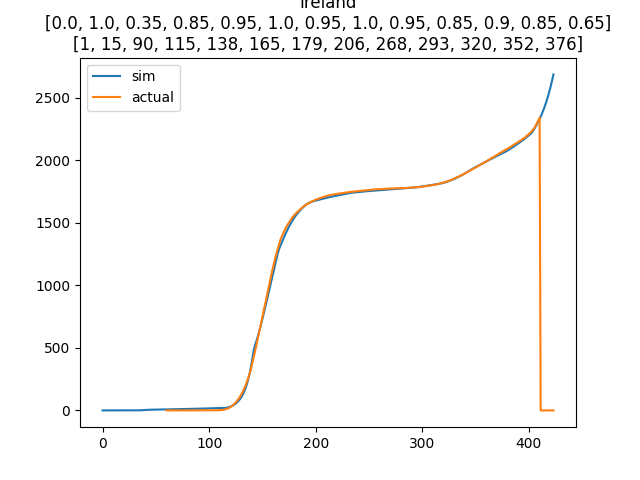 Ireland
[0.0, 1.0, 0.35, 0.85, 0.95, 1.0, 0.95, 1.0, 0.95, 0.85, 0.9, 0.85, 0.65]
[1, 15, 90, 115, 138, 165, 179, 206, 268, 293, 320, 352, 376]
sim
actual
2500
2000
1500
1000
500
0
0 100 200 300 400